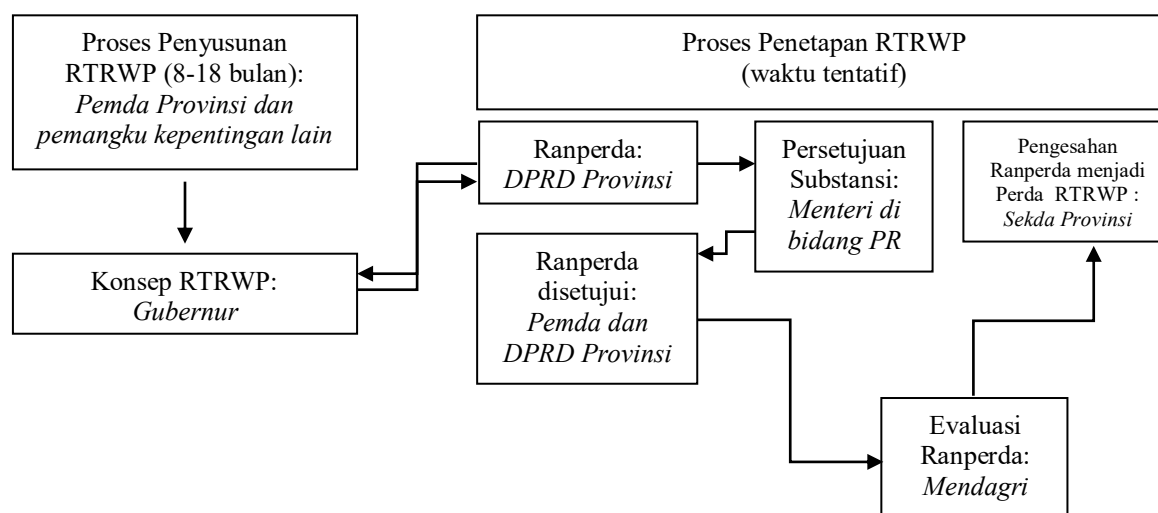 Proses Penyusunan
RTRWP (8-18 bulan):
Pemda Provinsi dan
pemangku kepentingan lain
Proses Penetapan RTRWP
(waktu tentatif)
Konsep RTRWP:
Gubernur
Ranperda:
DPRD Provinsi
Persetujuan
Substansi:
Menteri di
bidang PR
Ranperda
disetujui:
Pemda dan
DPRD Provinsi
Evaluasi
Ranperda:
Mendagri
Pengesahan
Ranperda menjadi
Perda RTRWP :
Sekda Provinsi